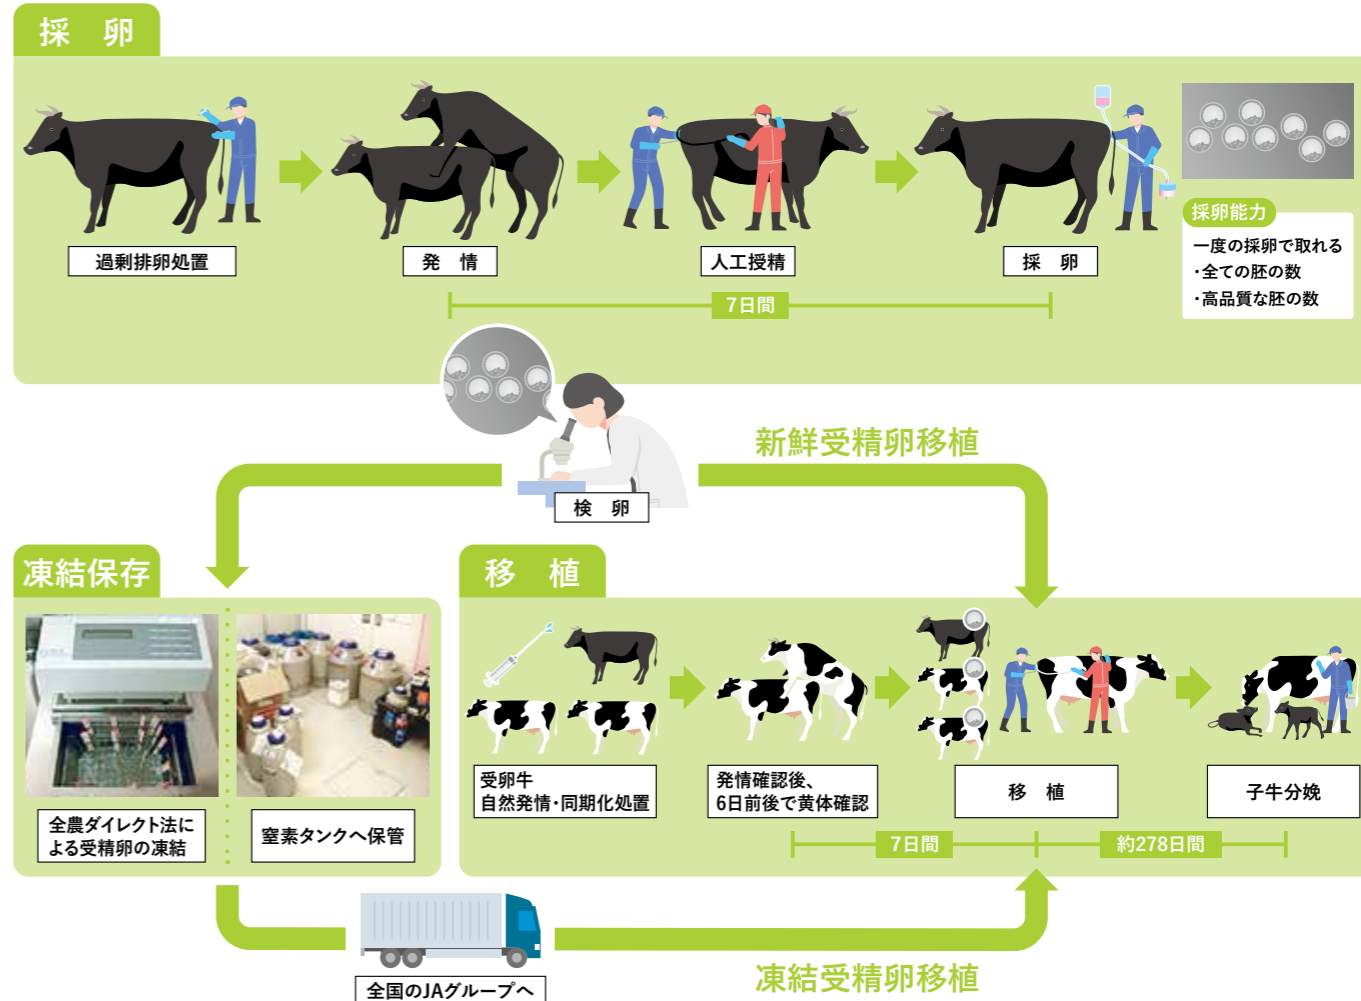 採 卵
過剰排卵処置
発 情
人工授精
採 卵
7日間
採卵能力
一度の採卵で取れる
・全ての胚の数
・高品質な胚の数
検 卵
新鮮受精卵移植
凍結保存
全農ダイレクト法に
よる受精卵の凍結
窒素タンクへ保管
移 植
受卵牛
自然発情・同期化処置
発情確認後、
6日前後で黄体確認
移 植
子牛分娩
7日間
約278日間
全国のJAグループへ
凍結受精卵移植